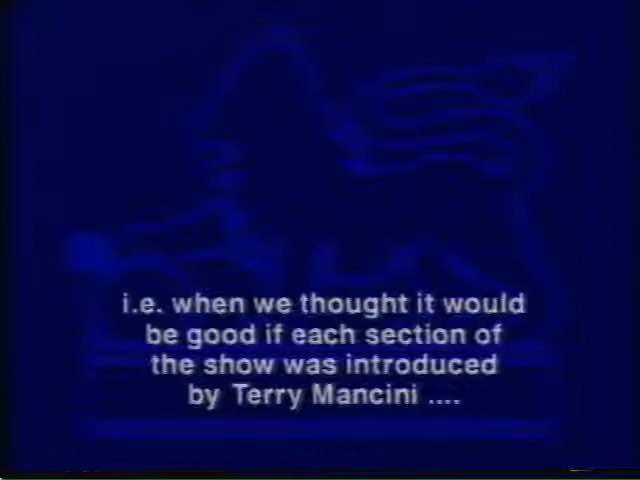 i.e. when we thought it would
be good if each section of
the show was introduced
by Terry Mancini ....